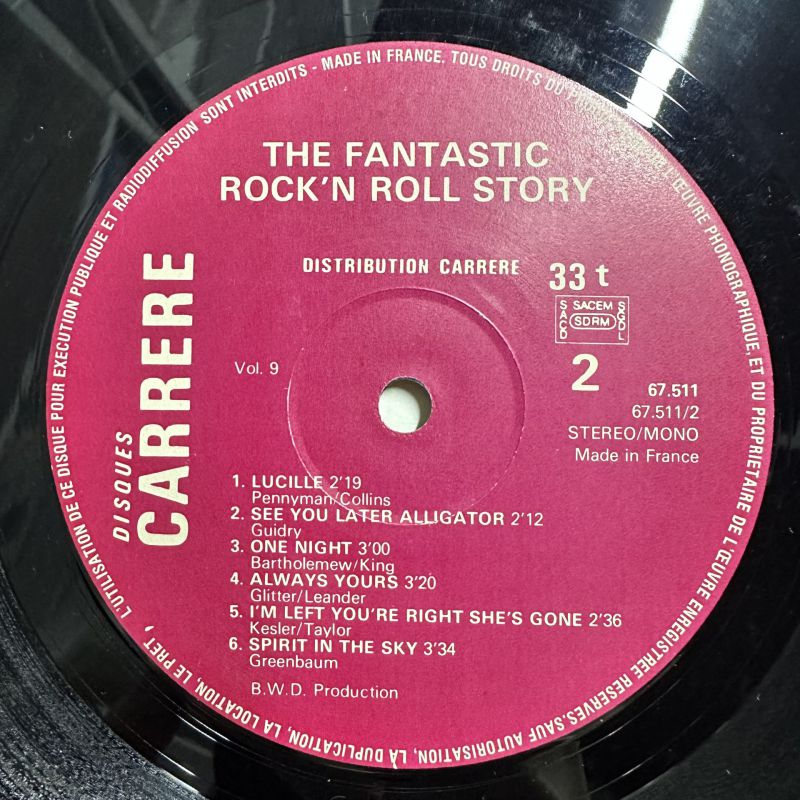 L'UTILISATION DE CE DISQUE POUR EXECUTION PUBLIQUE ET RADIODIFFUSION SONT INTERDITS - MADE IN FRANCE. TOUS DROITS DU L'ŒUVRE PHONOGRAPHIQUE, ET DU PROPRIETAIRE DE L'ŒUVRE ENREGISTREE RESERVES. SAUF AUTORISATION, LA DUPLICATION, LA LOCATION, LE PRET,
THE FANTASTIC
ROCK'N ROLL STORY
DISTRIBUTION CARRERE
33 t
SACD SACEM SDRM SGDL
DISQUES
CARRERE
Vol. 9
2
67.511
67.511/2
STEREO/MONO
Made in France
1. LUCILLE 2'19
Pennyman/Collins
2. SEE YOU LATER ALLIGATOR 2'12
Guidry
3. ONE NIGHT 3'00
Bartholemew/King
4. ALWAYS YOURS 3'20
Glitter/Leander
5. I'M LEFT YOU'RE RIGHT SHE'S GONE 2'36
Kesler/Taylor
6. SPIRIT IN THE SKY 3'34
Greenbaum
B.W.D. Production